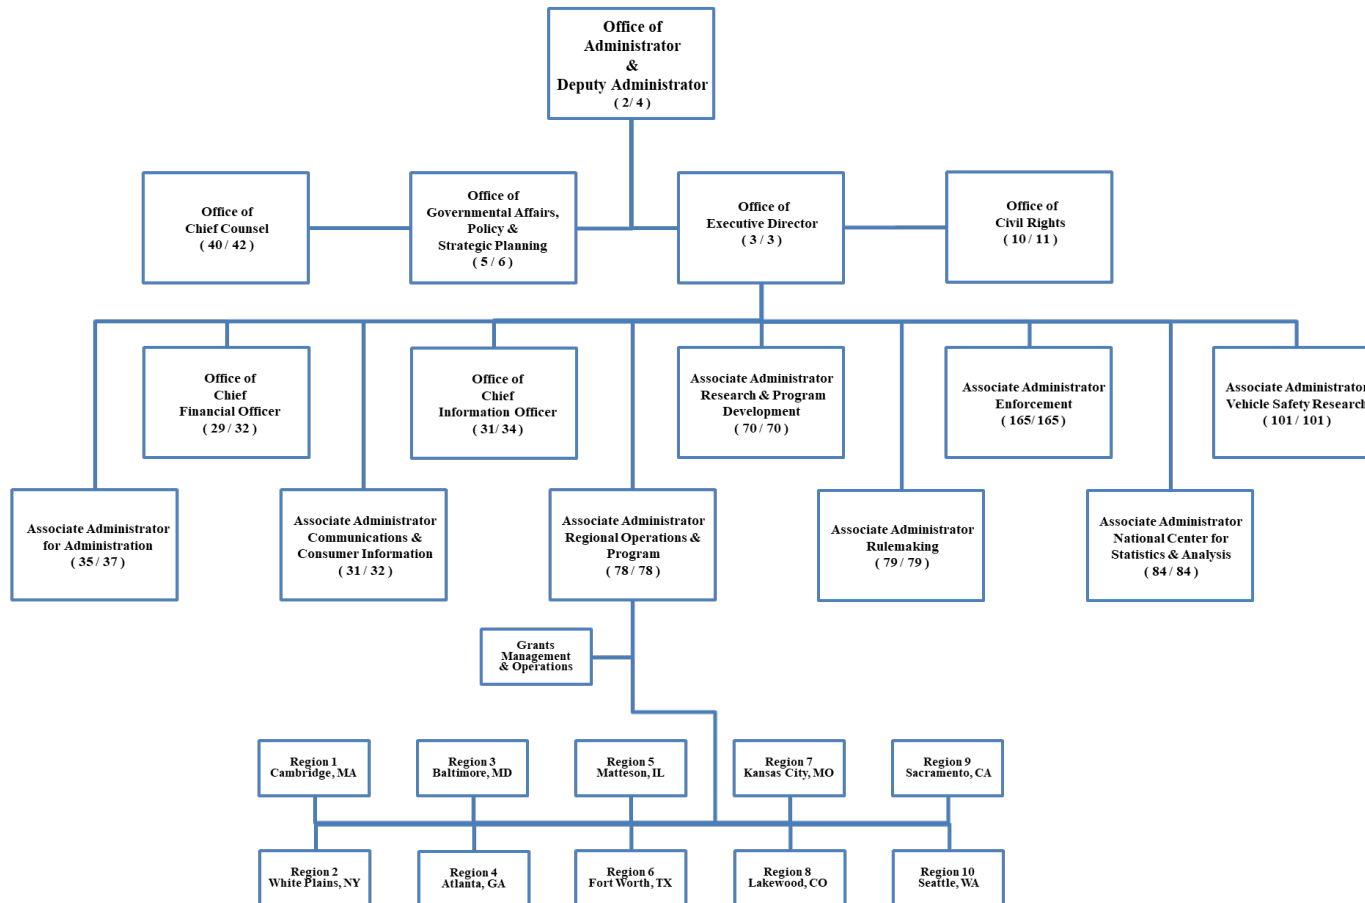 Office of
Administrator
&
Deputy Administrator
( 2/ 4 )
Office of
Chief Counsel
( 40 / 42 )
Office of
Governmental Affairs,
Policy &
Strategic Planning
( 5 / 6 )
Office of
Executive Director
( 3 / 3 )
Office of
Civil Rights
( 10 / 11 )
Office of
Chief
Financial Officer
( 29 / 32 )
Office of
Chief
Information Officer
( 31/ 34 )
Associate Administrator
Research & Program
Development
( 70 / 70 )
Associate Administrator
Enforcement
( 165/ 165 )
Associate Administrator
Vehicle Safety Research
( 101 / 101 )
Associate Administrator
for Administration
( 35 / 37 )
Associate Administrator
Communications &
Consumer Information
( 31 / 32 )
Associate Administrator
Regional Operations &
Program
( 78 / 78 )
Associate Administrator
Rulemaking
( 79 / 79 )
Associate Administrator
National Center for
Statistics & Analysis
( 84 / 84 )
Grants
Management
& Operations
Region 1
Cambridge, MA
Region 3
Baltimore, MD
Region 5
Matteson, IL
Region 7
Kansas City, MO
Region 9
Sacramento, CA
Region 2
White Plains, NY
Region 4
Atlanta, GA
Region 6
Fort Worth, TX
Region 8
Lakewood, CO
Region 10
Seattle, WA